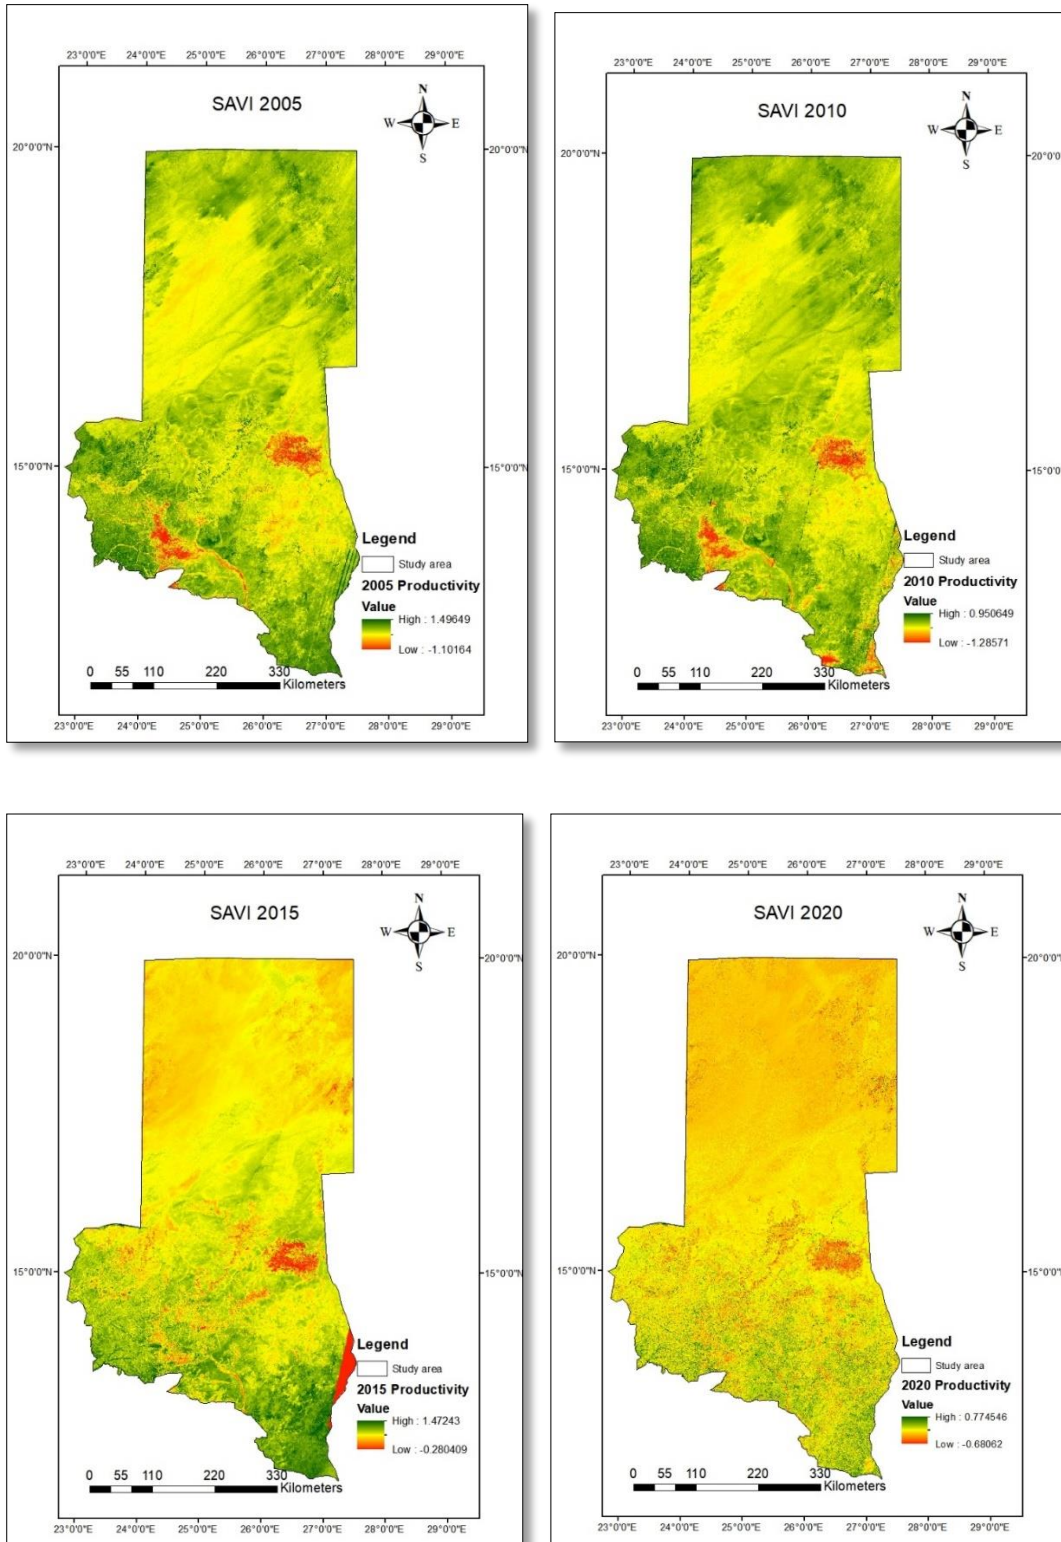 23°0'0"E 24°0'0"E 25°0'0"E 26°0'0"E 27°0'0"E 28°0'0"E 29°0'0"E
SAVI 2005
N
W E
S
20°0'0"N 20°0'0"N
15°0'0"N 15°0'0"N
Legend
Study area
2005 Productivity
Value
High : 1.49649
Low : -1.10164
0 55 110 220 330
Kilometers
23°0'0"E 24°0'0"E 25°0'0"E 26°0'0"E 27°0'0"E 28°0'0"E 29°0'0"E
23°0'0"E 24°0'0"E 25°0'0"E 26°0'0"E 27°0'0"E 28°0'0"E 29°0'0"E
SAVI 2010
N
W E
S
20°0'0"N 20°0'0
15°0'0"N 15°0'0
Legend
Study area
2010 Productivity
Value
High : 0.950649
Low : -1.28571
0 55 110 220 330
Kilometers
23°0'0"E 24°0'0"E 25°0'0"E 26°0'0"E 27°0'0"E 28°0'0"E 29°0'0"E
23°0'0"E 24°0'0"E 25°0'0"E 26°0'0"E 27°0'0"E 28°0'0"E 29°0'0"E
SAVI 2015
N
W E
S
20°0'0"N 20°0'0"N
15°0'0"N 15°0'0"N
Legend
Study area
2015 Productivity
Value
High : 1.47243
Low : -0.280409
0 55 110 220 330
Kilometers
23°0'0"E 24°0'0"E 25°0'0"E 26°0'0"E 27°0'0"E 28°0'0"E 29°0'0"E
23°0'0"E 24°0'0"E 25°0'0"E 26°0'0"E 27°0'0"E 28°0'0"E 29°0'0"E
SAVI 2020
N
W E
S
20°0'0"N 20°0'0
15°0'0"N 15°0'0
Legend
Study area
2020 Productivity
Value
High : 0.774546
Low : -0.68062
0 55 110 220 330
Kilometers
23°0'0"E 24°0'0"E 25°0'0"E 26°0'0"E 27°0'0"E 28°0'0"E 29°0'0"E